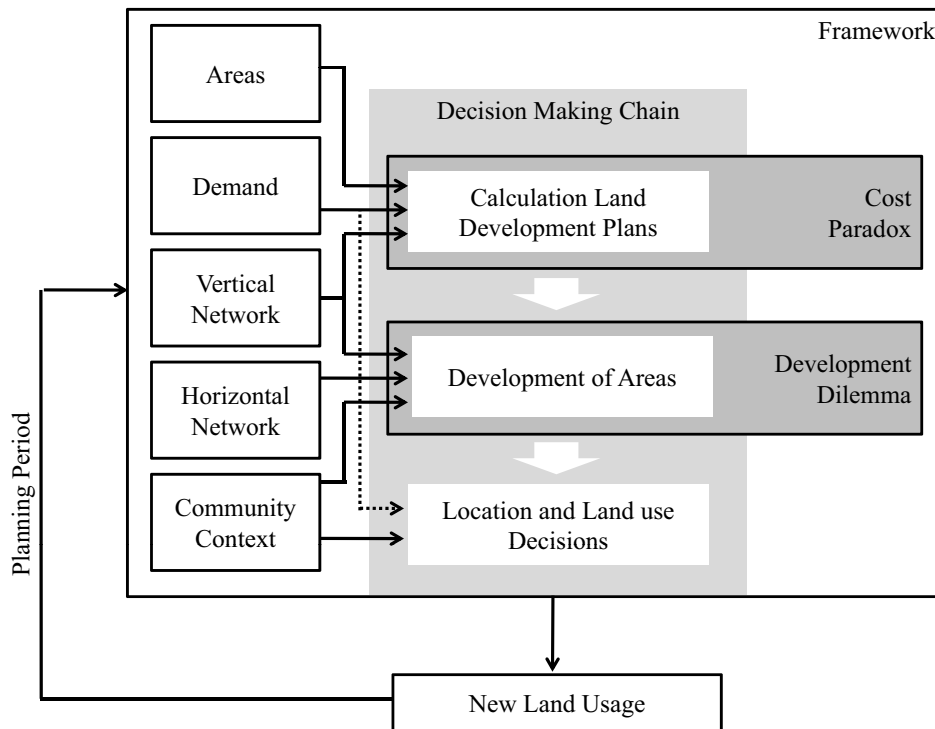 Framework
Areas
Decision Making Chain
Demand
Calculation Land
Development Plans
Cost
Paradox
Vertical
Network
Development of Areas
Development
Dilemma
Horizontal
Network
Community
Context
Location and Land use
Decisions
Planning Period
New Land Usage